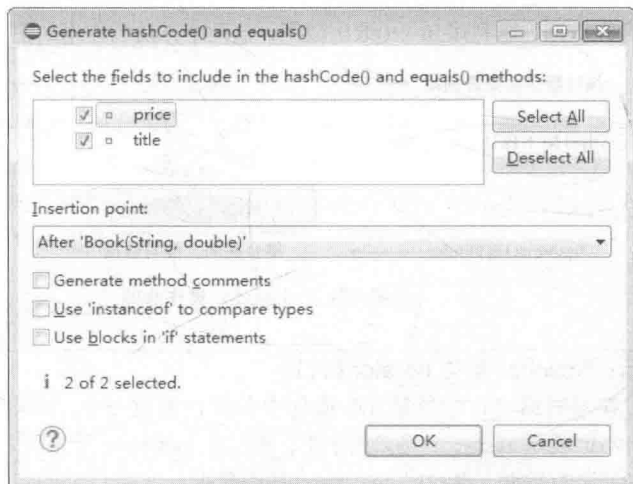 Generate hashCode() and equals()
Select the fields to include in the hashCode() and equals() methods:
price
title
Select All
Deselect All
Insertion point:
After 'Book(String, double)'
Generate method comments
Use 'instanceof' to compare types
Use blocks in 'if' statements
i 2 of 2 selected.
?
OK
Cancel